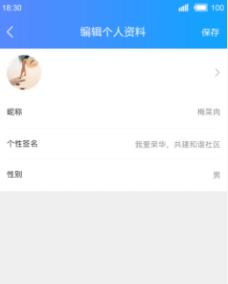 18:30 100
编辑个人资料 保存
昵称 梅菜肉
个性签名 我爱荣华，共建和谐社区
性别 男